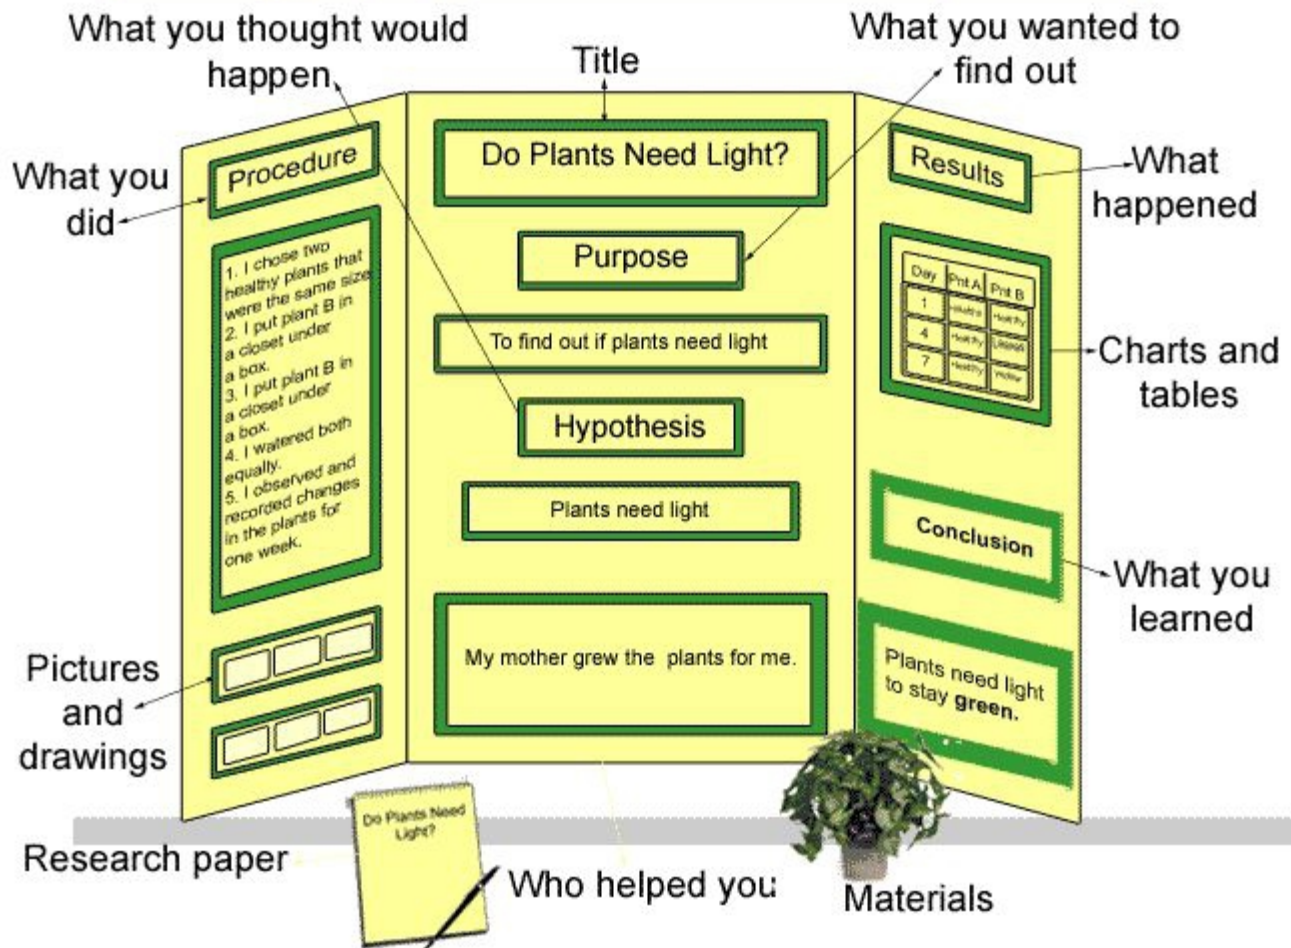 What you thought would
happen
Title
What you wanted to
find out
What you
did
Procedure
1. I chose two
healthy plants that
were the same size
2. I put plant B in
a closet under
a box.
3. I put plant B in
a closet under
a box.
4. I watered both
equally.
5. I observed and
recorded changes
in the plants for
one week.
Pictures
and
drawings
Do Plants Need Light?
Purpose
To find out if plants need light
Hypothesis
Plants need light
My mother grew the plants for me.
Results
What
happened
Day Pnt A Pnt B
1 Healthy
4 Healthy
7 Healthy Yellow
Charts and
tables
Conclusion
What you
learned
Plants need light
to stay green.
Do Plants Need
Light?
Research paper
Who helped you
Materials